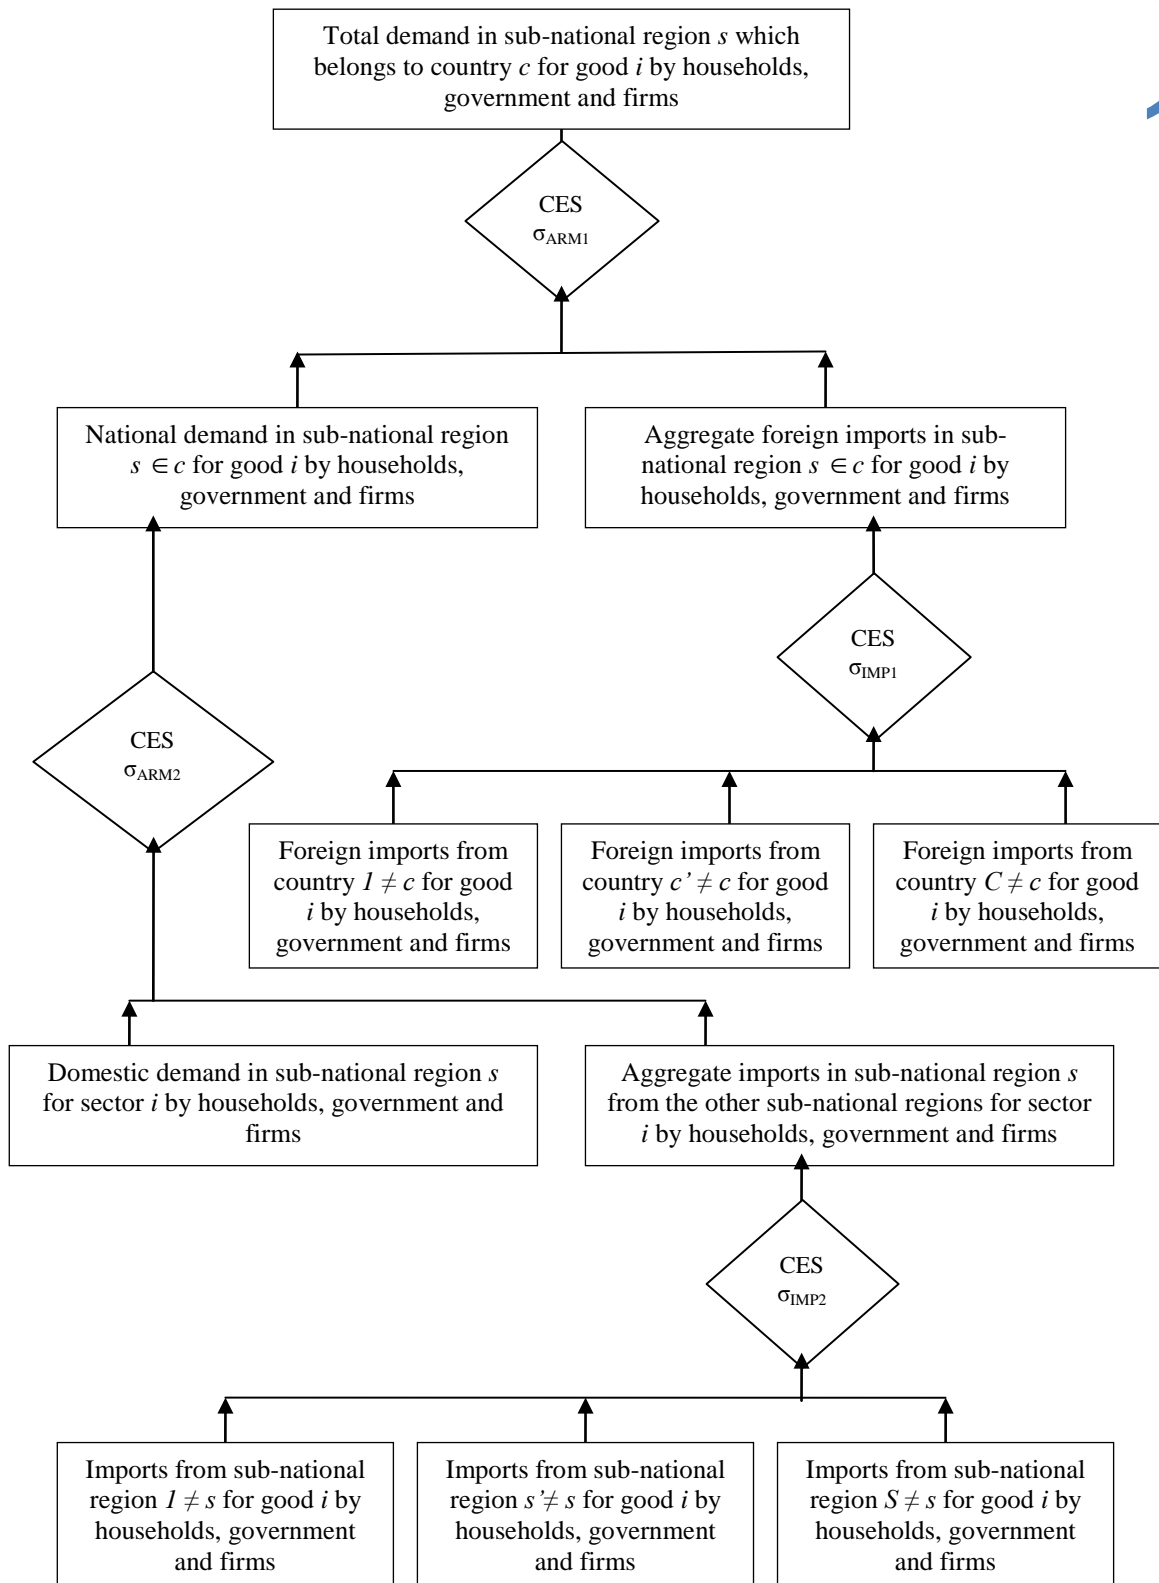 Total demand in sub-national region s which
belongs to country c for good i by households,
government and firms
CES
σARM1
National demand in sub-national region
s ∈ c for good i by households,
government and firms
Aggregate foreign imports in sub-
national region s ∈ c for good i by
households, government and firms
CES
σIMP1
CES
σARM2
Foreign imports from
country 1 ≠ c for good
i by households,
government and firms
Foreign imports from
country c’ ≠ c for good
i by households,
government and firms
Foreign imports from
country C ≠ c for good
i by households,
government and firms
Domestic demand in sub-national region s
for sector i by households, government and
firms
Aggregate imports in sub-national region s
from the other sub-national regions for sector
i by households, government and firms
CES
σIMP2
Imports from sub-national
region 1 ≠ s for good i by
households, government
and firms
Imports from sub-national
region s’≠ s for good i by
households, government
and firms
Imports from sub-national
region S ≠ s for good i by
households, government
and firms